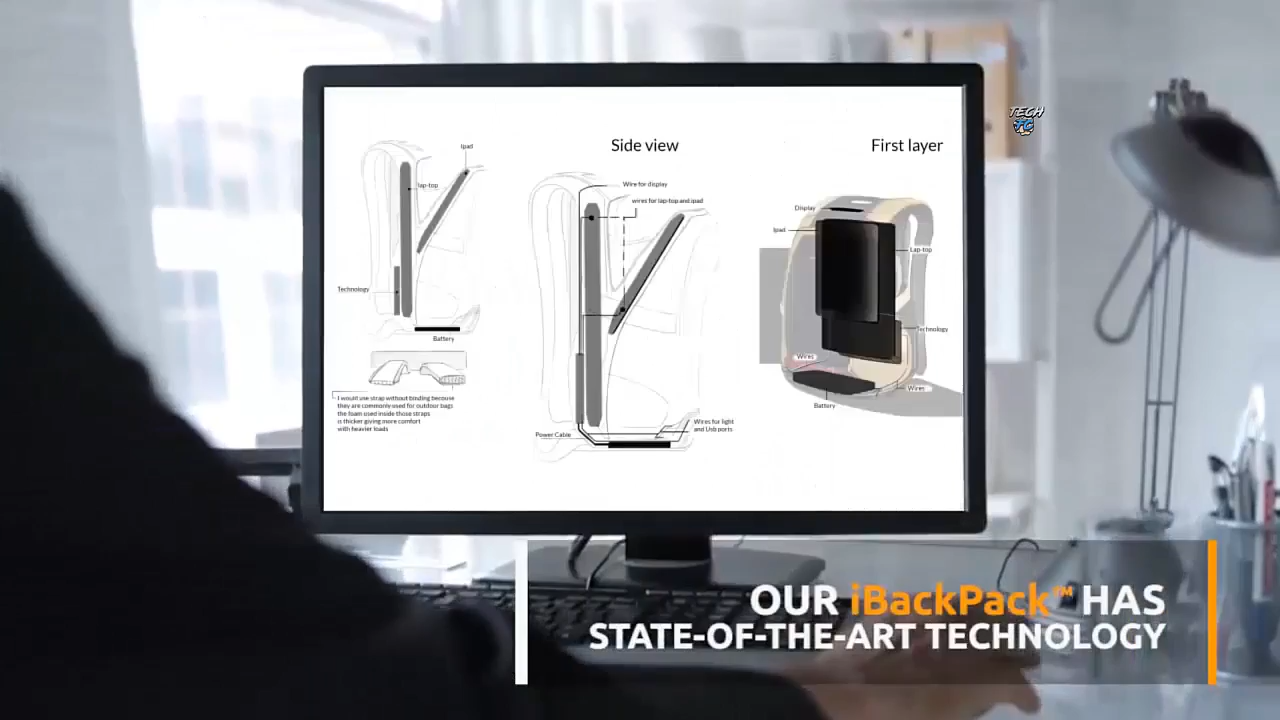 TECH
TG
Side view
First layer
Ipad
lap-top
Technology
Battery
I would use strap without binding because
they are commonly used for outdoor bags
the foam used inside those straps
is thicker giving more comfort
with heavier loads
Wire for display
wires for lap-top and ipad
Power Cable
Wires for light
and Usb ports
Display
Ipad
Lap-top
Technology
Wires
Wires
Battery
OUR iBackPack™ HAS
STATE-OF-THE-ART TECHNOLOGY